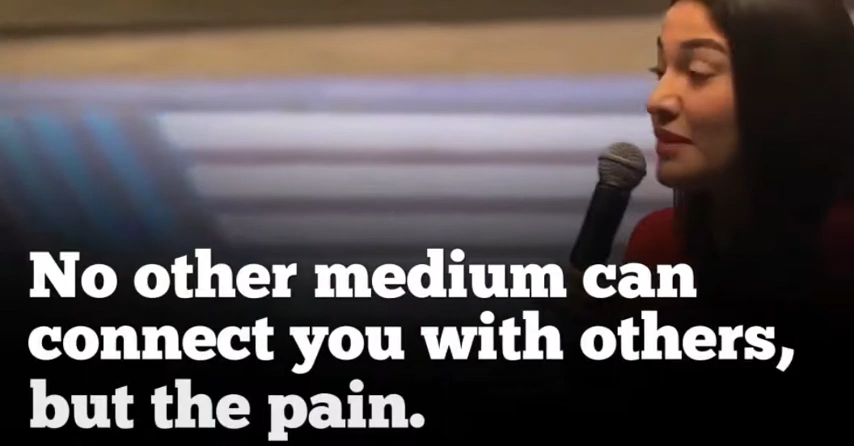 No other medium can
connect you with others,
but the pain.